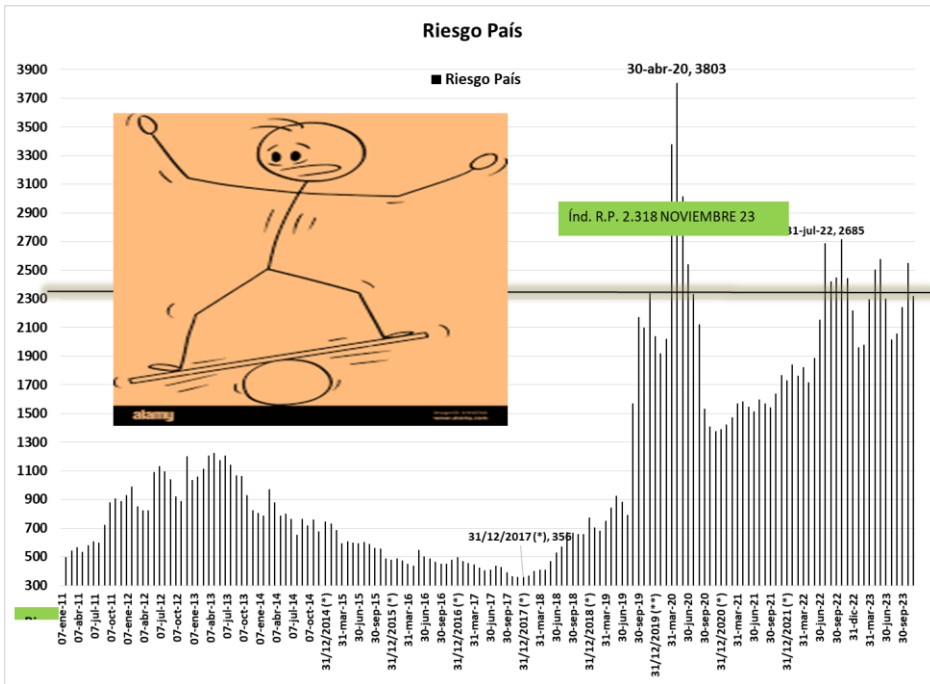 Riesgo País
Riesgo País
3900
3700
3500
3300
3100
2900
2700
2500
2300
2100
1900
1700
1500
1300
1100
900
700
500
300
30-abr-20, 3803
Índ. R.P. 2.318 NOVIEMBRE 23
31-jul-22, 2685
31/12/2017 (*), 356
alamy
www.alamy.com
07-ene-11
07-abr-11
07-jul-11
07-oct-11
07-ene-12
07-abr-12
07-jul-12
07-oct-12
07-ene-13
07-abr-13
07-jul-13
07-oct-13
07-ene-14
07-abr-14
07-jul-14
07-oct-14
31/12/2014 (*)
31-mar-15
30-jun-15
30-sep-15
31/12/2015 (*)
31-mar-16
30-jun-16
30-sep-16
31/12/2016 (*)
31-mar-17
30-jun-17
30-sep-17
31/12/2017 (*)
31-mar-18
30-jun-18
30-sep-18
31/12/2018 (*)
31-mar-19
30-jun-19
30-sep-19
31/12/2019 (**)
31-mar-20
30-jun-20
30-sep-20
31/12/2020 (*)
31-mar-21
30-jun-21
30-sep-21
31/12/2021 (*)
31-mar-22
30-jun-22
30-sep-22
31-dic-22
31-mar-23
30-jun-23
30-sep-23